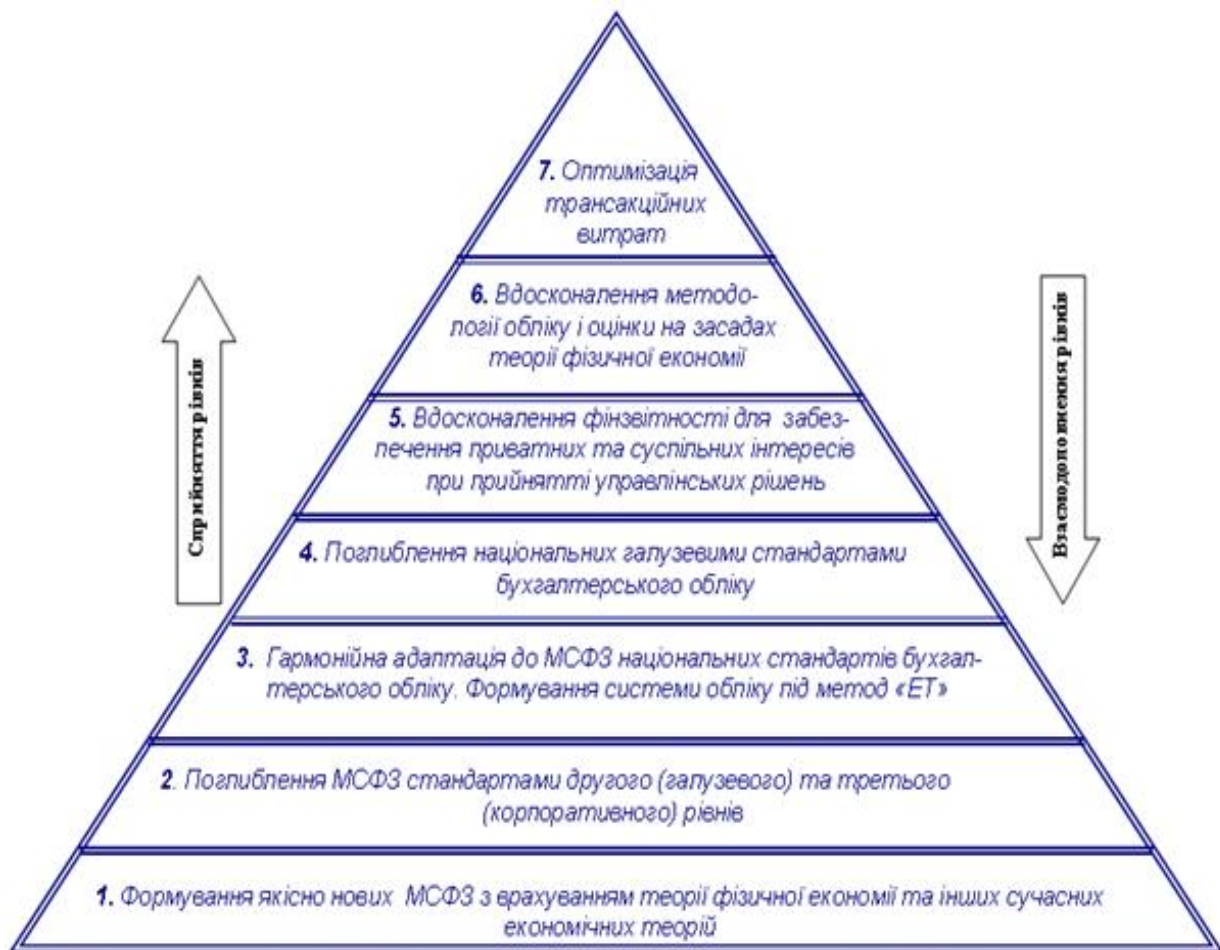 7. Оптимізація
трансакційних
витрат
6. Вдосконалення методо-
логії обліку і оцінки на засадах
теорії фізичної економії
5. Вдосконалення фінзвітності для забез-
печення приватних та суспільних інтересів
при прийнятті управлінських рішень
4. Поглиблення національних галузевими стандартами
бухгалтерського обліку
3. Гармонійна адаптація до МСФЗ національних стандартів бухгал-
терського обліку. Формування системи обліку під метод «ЕТ»
2. Поглиблення МСФЗ стандартами другого (галузевого) та третього
(корпоративного) рівнів
1. Формування якісно нових МСФЗ з врахуванням теорії фізичної економії та інших сучасних
економічних теорій
Сприйняття рівнів
Взаємодоповнення рівнів